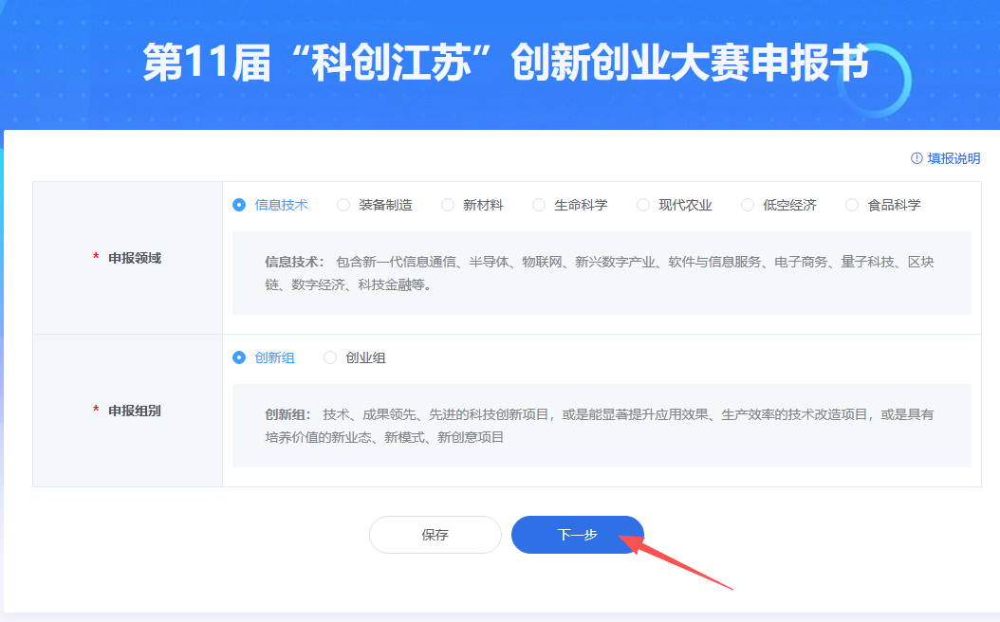 第11届“科创江苏”创新创业大赛申报书
填报说明
* 申报领域
信息技术 装备制造 新材料 生命科学 现代农业 低空经济 食品科学
信息技术： 包含新一代信息通信、半导体、物联网、新兴数字产业、软件与信息服务、电子商务、量子科技、区块
链、数字经济、科技金融等。
* 申报组别
创新组 创业组
创新组： 技术、成果领先、先进的科技创新项目，或是能显著提升应用效果、生产效率的技术改造项目，或是具有
培养价值的新业态、新模式、新创意项目
保存 下一步